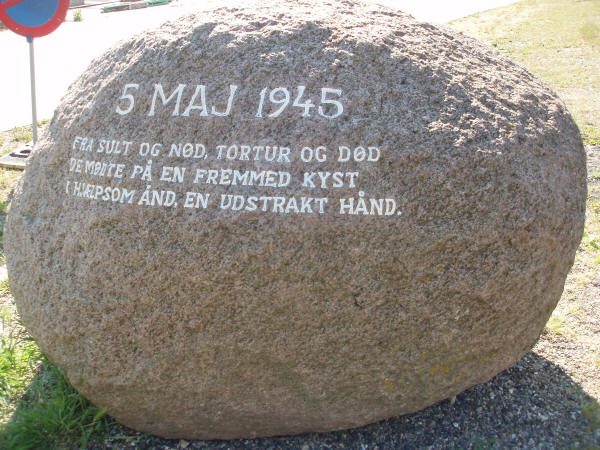 5 MAJ 1945
FRA SULT OG NØD, TORTUR OG DØD
DE MØDTE PÅ EN FREMMED KYST
I HJÆLPSOM ÅND, EN UDSTRAKT HÅND.